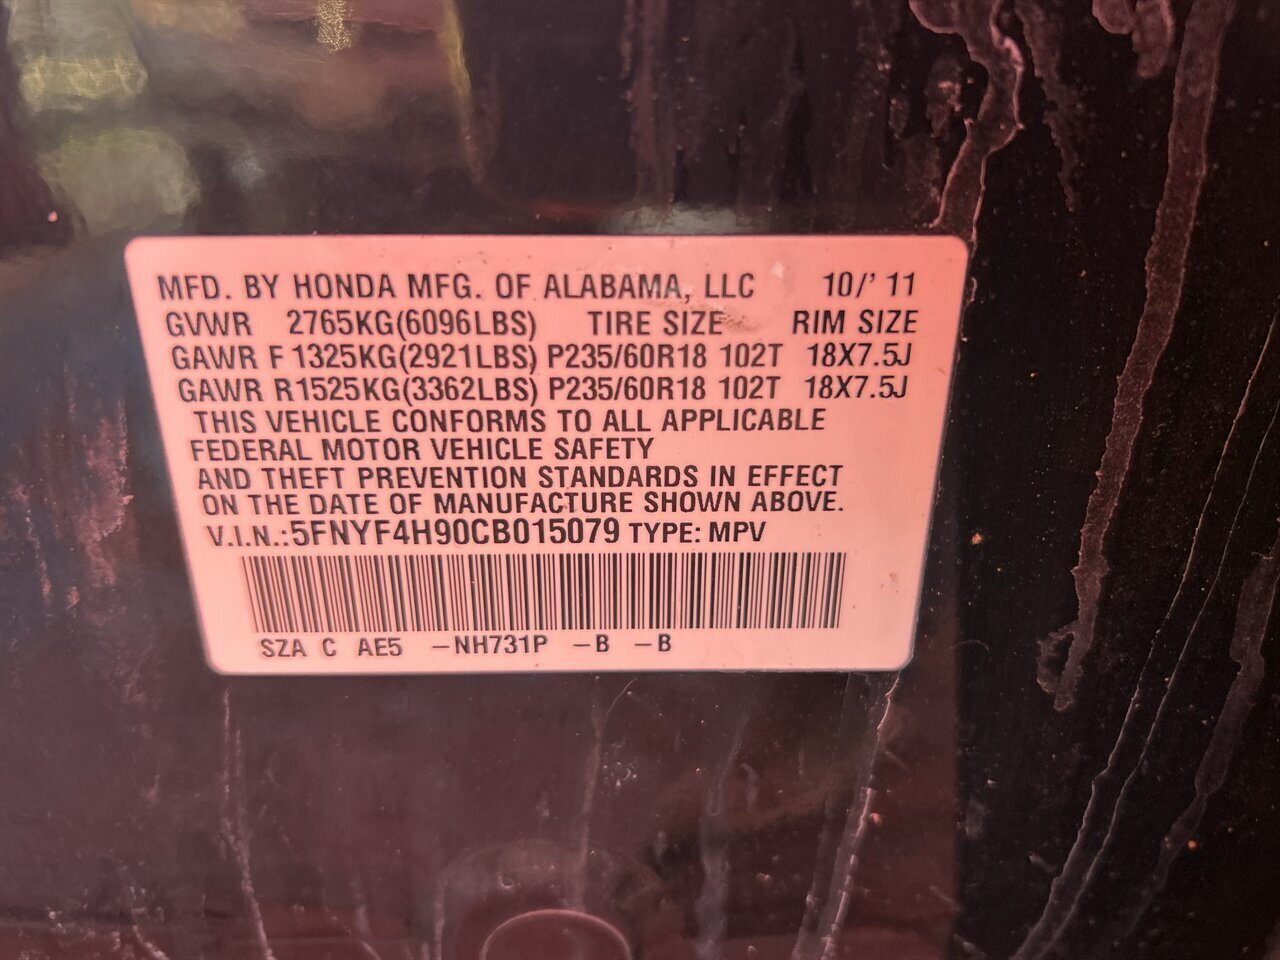 MFD. BY HONDA MFG. OF ALABAMA, LLC 10/' 11
GVWR 2765KG(6096LBS) TIRE SIZE RIM SIZE
GAWR F 1325KG(2921LBS) P235/60R18 102T 18X7.5J
GAWR R1525KG(3362LBS) P235/60R18 102T 18X7.5J
THIS VEHICLE CONFORMS TO ALL APPLICABLE
FEDERAL MOTOR VEHICLE SAFETY
AND THEFT PREVENTION STANDARDS IN EFFECT
ON THE DATE OF MANUFACTURE SHOWN ABOVE.
V.I.N.:5FNYF4H90CB015079 TYPE: MPV
SZA C AE5 –NH731P –B –B